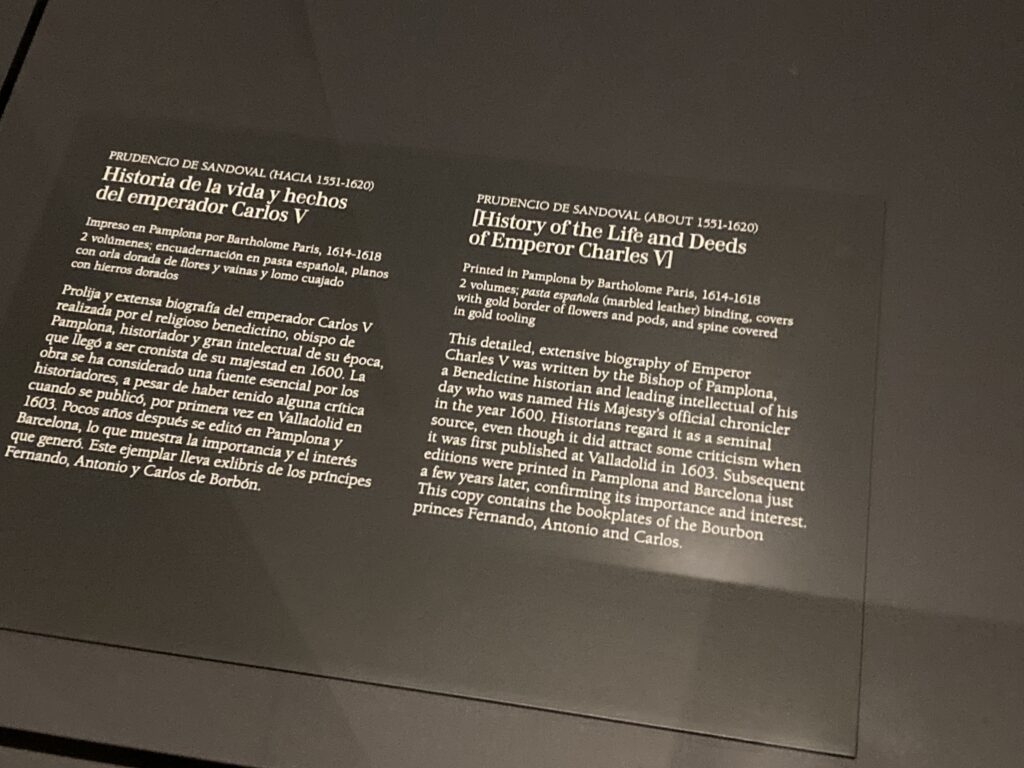 PRUDENCIO DE SANDOVAL (HACIA 1551-1620)
Historia de la vida y hechos
del emperador Carlos V
Impreso en Pamplona por Bartholome Paris, 1614-1618
2 volúmenes; encuadernación en pasta española, planos
con orla dorada de flores y vainas y lomo cuajado
con hierros dorados
Prolija y extensa biografía del emperador Carlos V
realizada por el religioso benedictino, obispo de
Pamplona, historiador y gran intelectual de su época,
que llegó a ser cronista de su majestad en 1600. La
obra se ha considerado una fuente esencial por los
historiadores, a pesar de haber tenido alguna crítica
cuando se publicó, por primera vez en Valladolid en
1603. Pocos años después se editó en Pamplona y
Barcelona, lo que muestra la importancia y el interés
que generó. Este ejemplar lleva exlibris de los príncipes
Fernando, Antonio y Carlos de Borbón.
PRUDENCIO DE SANDOVAL (ABOUT 1551-1620)
[History of the Life and Deeds
of Emperor Charles V]
Printed in Pamplona by Bartholome Paris, 1614-1618
2 volumes; pasta española (marbled leather) binding, covers
with gold border of flowers and pods, and spine covered
in gold tooling
This detailed, extensive biography of Emperor
Charles V was written by the Bishop of Pamplona,
a Benedictine historian and leading intellectual of his
day who was named His Majesty's official chronicler
in the year 1600. Historians regard it as a seminal
source, even though it did attract some criticism when
it was first published at Valladolid in 1603. Subsequent
editions were printed in Pamplona and Barcelona just
a few years later, confirming its importance and interest.
This copy contains the bookplates of the Bourbon
princes Fernando, Antonio and Carlos.